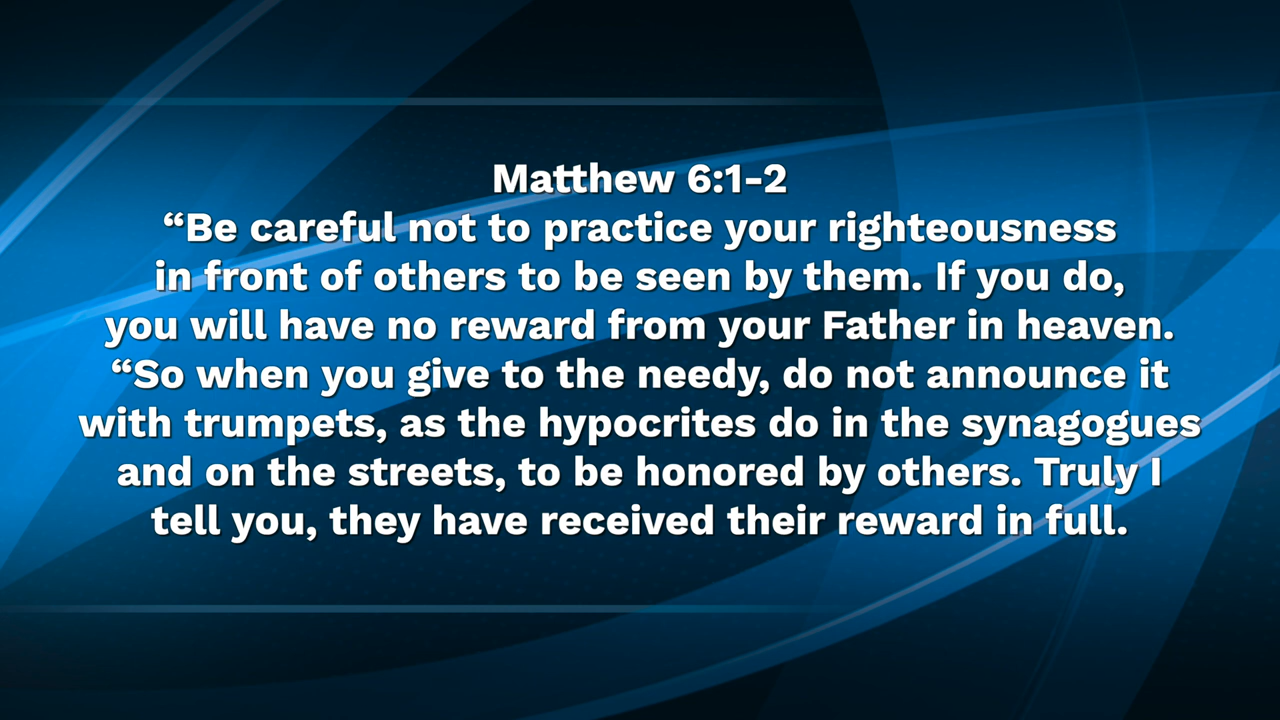 Matthew 6:1-2
“Be careful not to practice your righteousness
in front of others to be seen by them. If you do,
you will have no reward from your Father in heaven.
“So when you give to the needy, do not announce it
with trumpets, as the hypocrites do in the synagogues
and on the streets, to be honored by others. Truly I
tell you, they have received their reward in full.